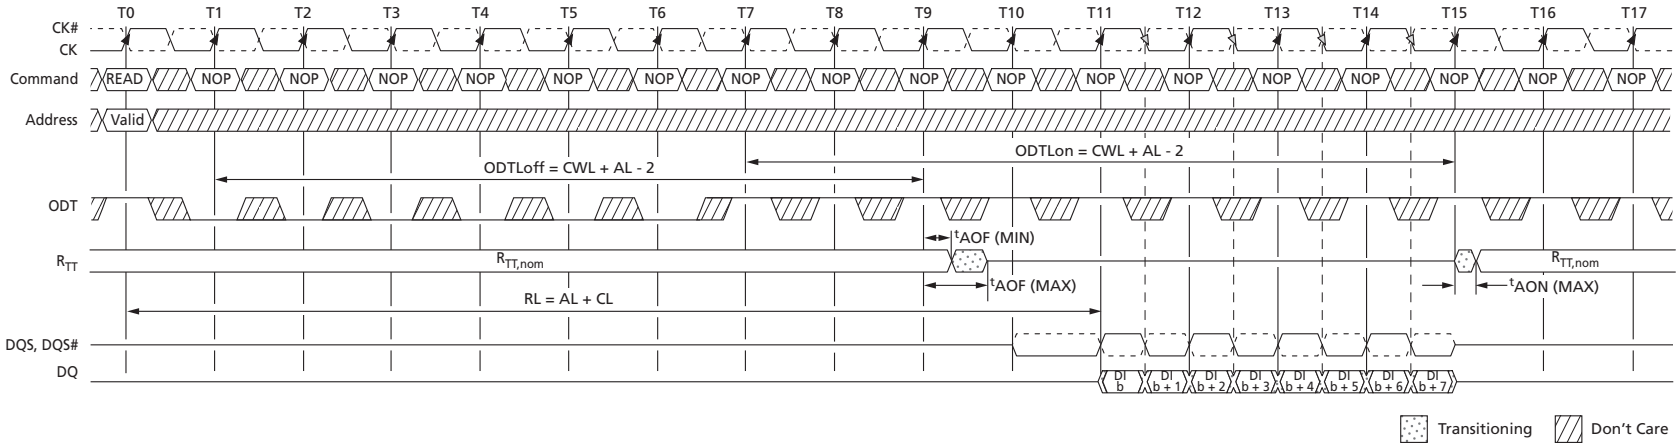 T0 T1 T2 T3 T4 T5 T6 T7 T8 T9 T10 T11 T12 T13 T14 T15 T16 T17
CK#
CK
Command READ NOP NOP NOP NOP NOP NOP NOP NOP NOP NOP NOP NOP NOP NOP NOP NOP NOP
Address Valid
ODTLon = CWL + AL - 2
ODTLoff = CWL + AL - 2
ODT
tAOF (MIN)
RTT RTT,nom RTT,nom
tAOF (MAX) tAON (MAX)
RL = AL + CL
DQS, DQS#
DQ DI b DI b + 1 DI b + 2 DI b + 3 DI b + 4 DI b + 5 DI b + 6 DI b + 7
Transitioning Don't Care